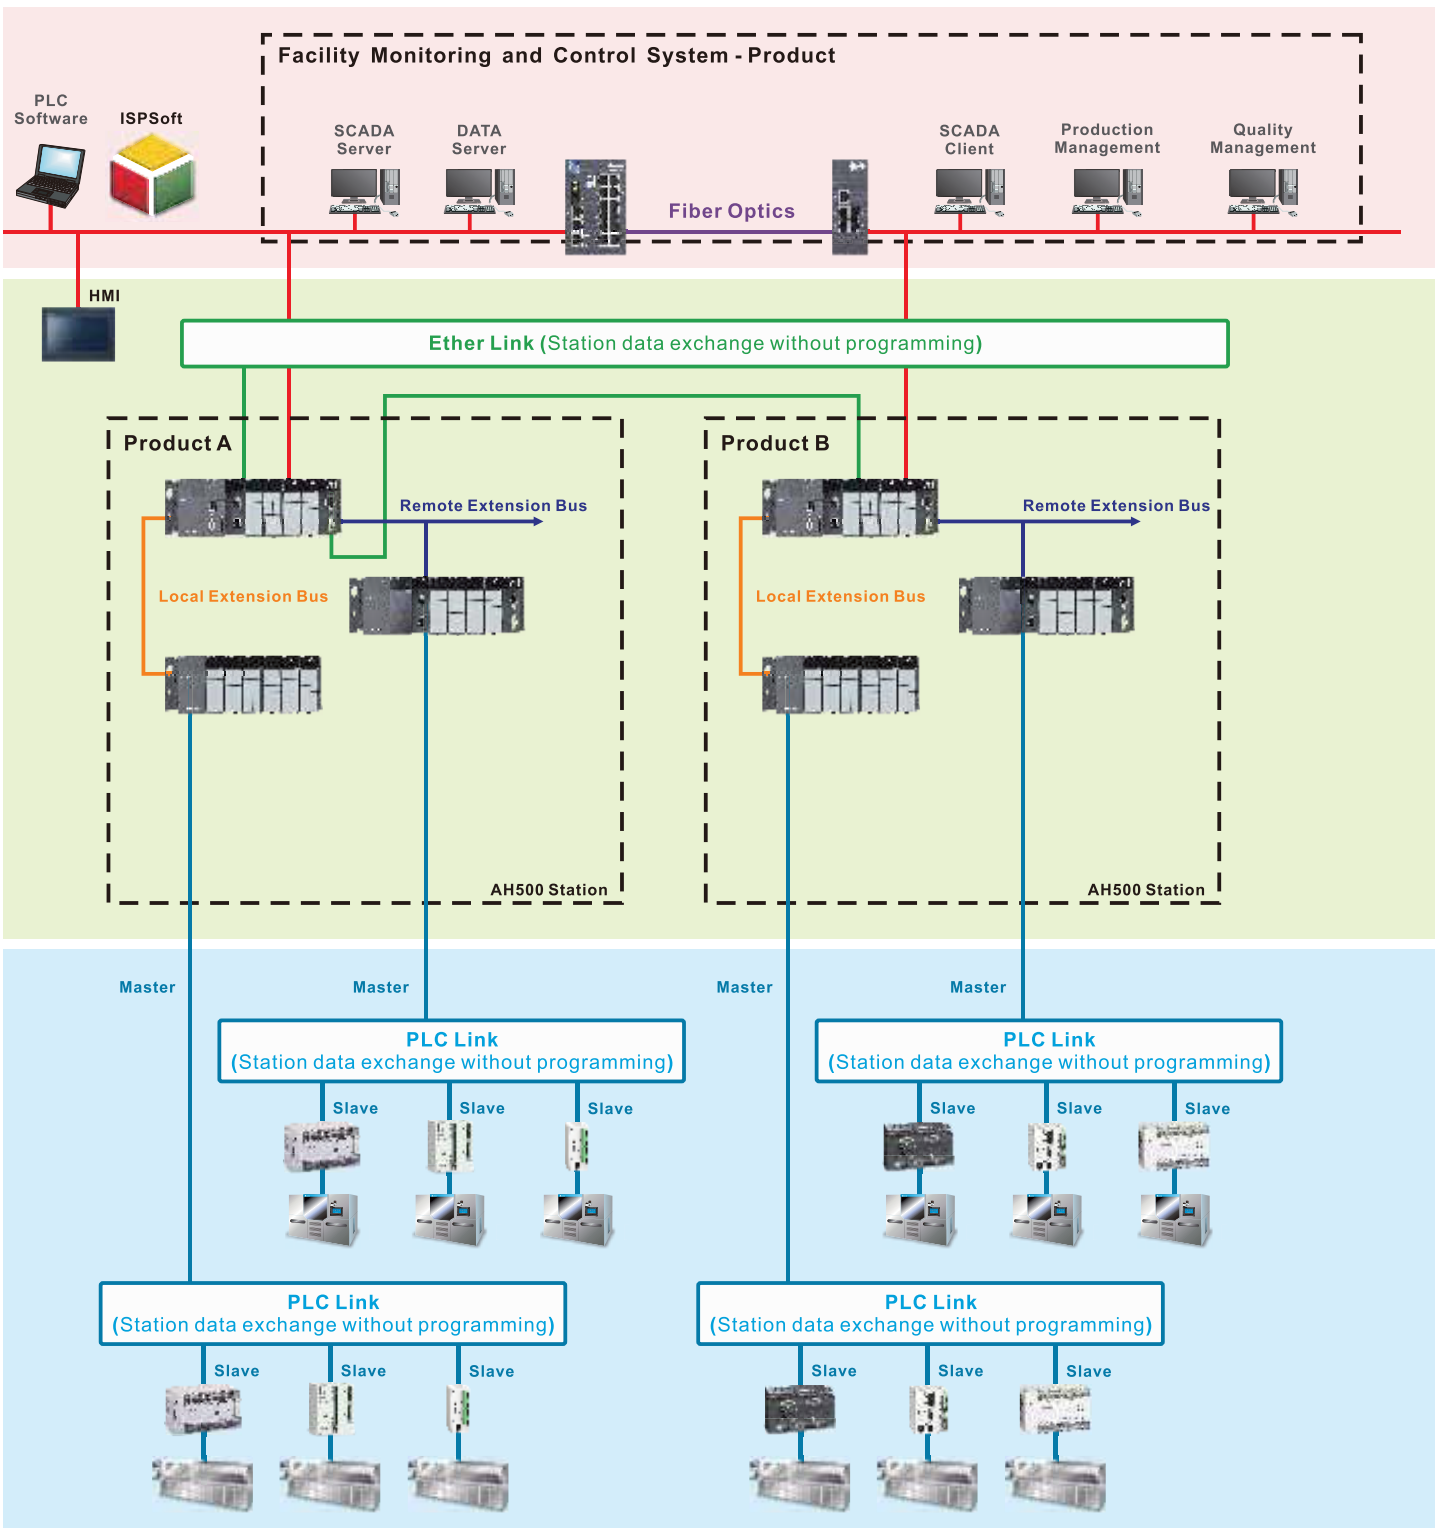 Facility Monitoring and Control System - Product
PLC
Software
ISPSoft
SCADA
Server
DATA
Server
Fiber Optics
SCADA
Client
Production
Management
Quality
Management
HMI
Ether Link (Station data exchange without programming)
Product A
Remote Extension Bus
Local Extension Bus
AH500 Station
Product B
Remote Extension Bus
Local Extension Bus
AH500 Station
Master
Master
Master
Master
PLC Link
(Station data exchange without programming)
Slave
Slave
Slave
PLC Link
(Station data exchange without programming)
Slave
Slave
Slave
PLC Link
(Station data exchange without programming)
Slave
Slave
Slave
PLC Link
(Station data exchange without programming)
Slave
Slave
Slave